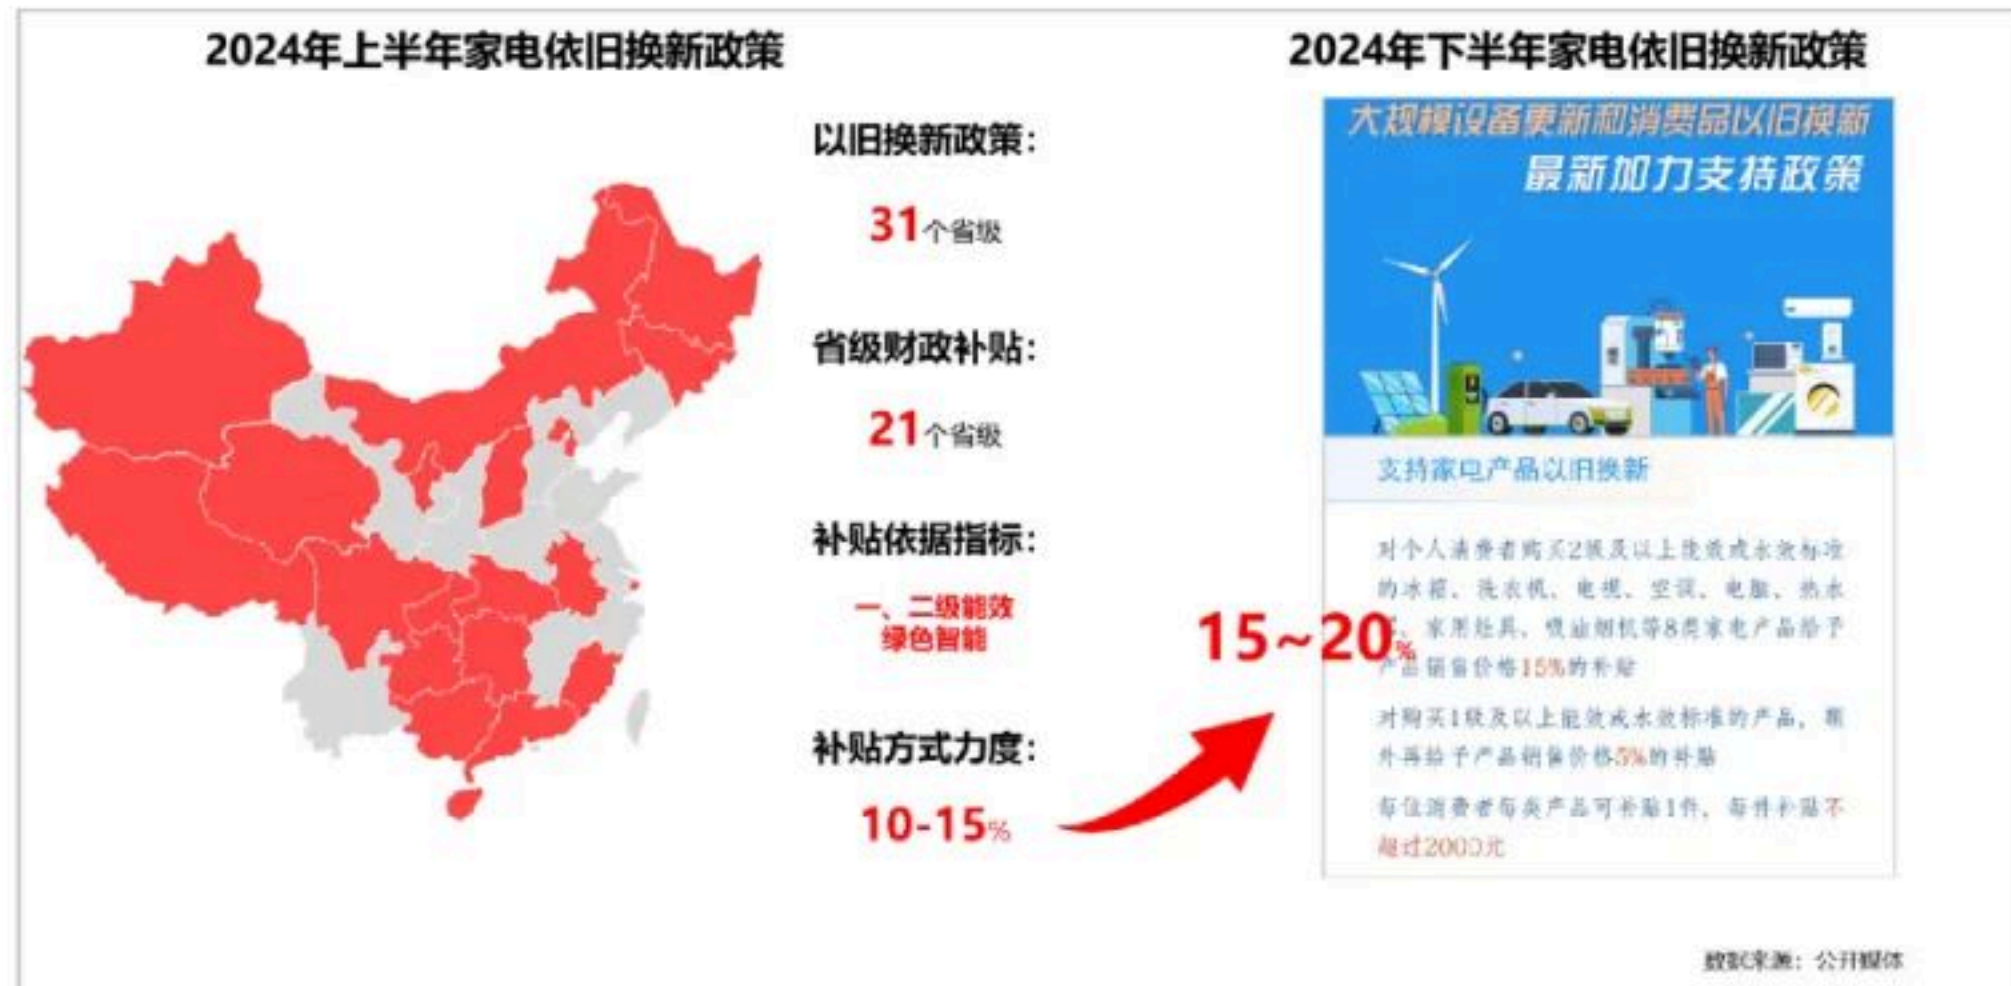 2024年上半年家电依旧换新政策
以旧换新政策：
31个省级
省级财政补贴：
21个省级
补贴依据指标：
一、二级能效
绿色智能
补贴方式力度：
10-15%
15~20%
2024年下半年家电依旧换新政策
大规模设备更新和消费品以旧换新
最新加力支持政策
支持家电产品以旧换新
对个人消费者购买2级及以上能效或水效标准
的冰箱、洗衣机、电视、空调、电脑、热水
、家用灶具、吸油烟机等8类家电产品给予
产品销售价格15%的补贴
对购买1级及以上能效或水效标准的产品，额
外再给予产品销售价格5%的补贴
每位消费者每类产品可补贴1件，每件补贴不
超过2000元
数据来源：公开媒体